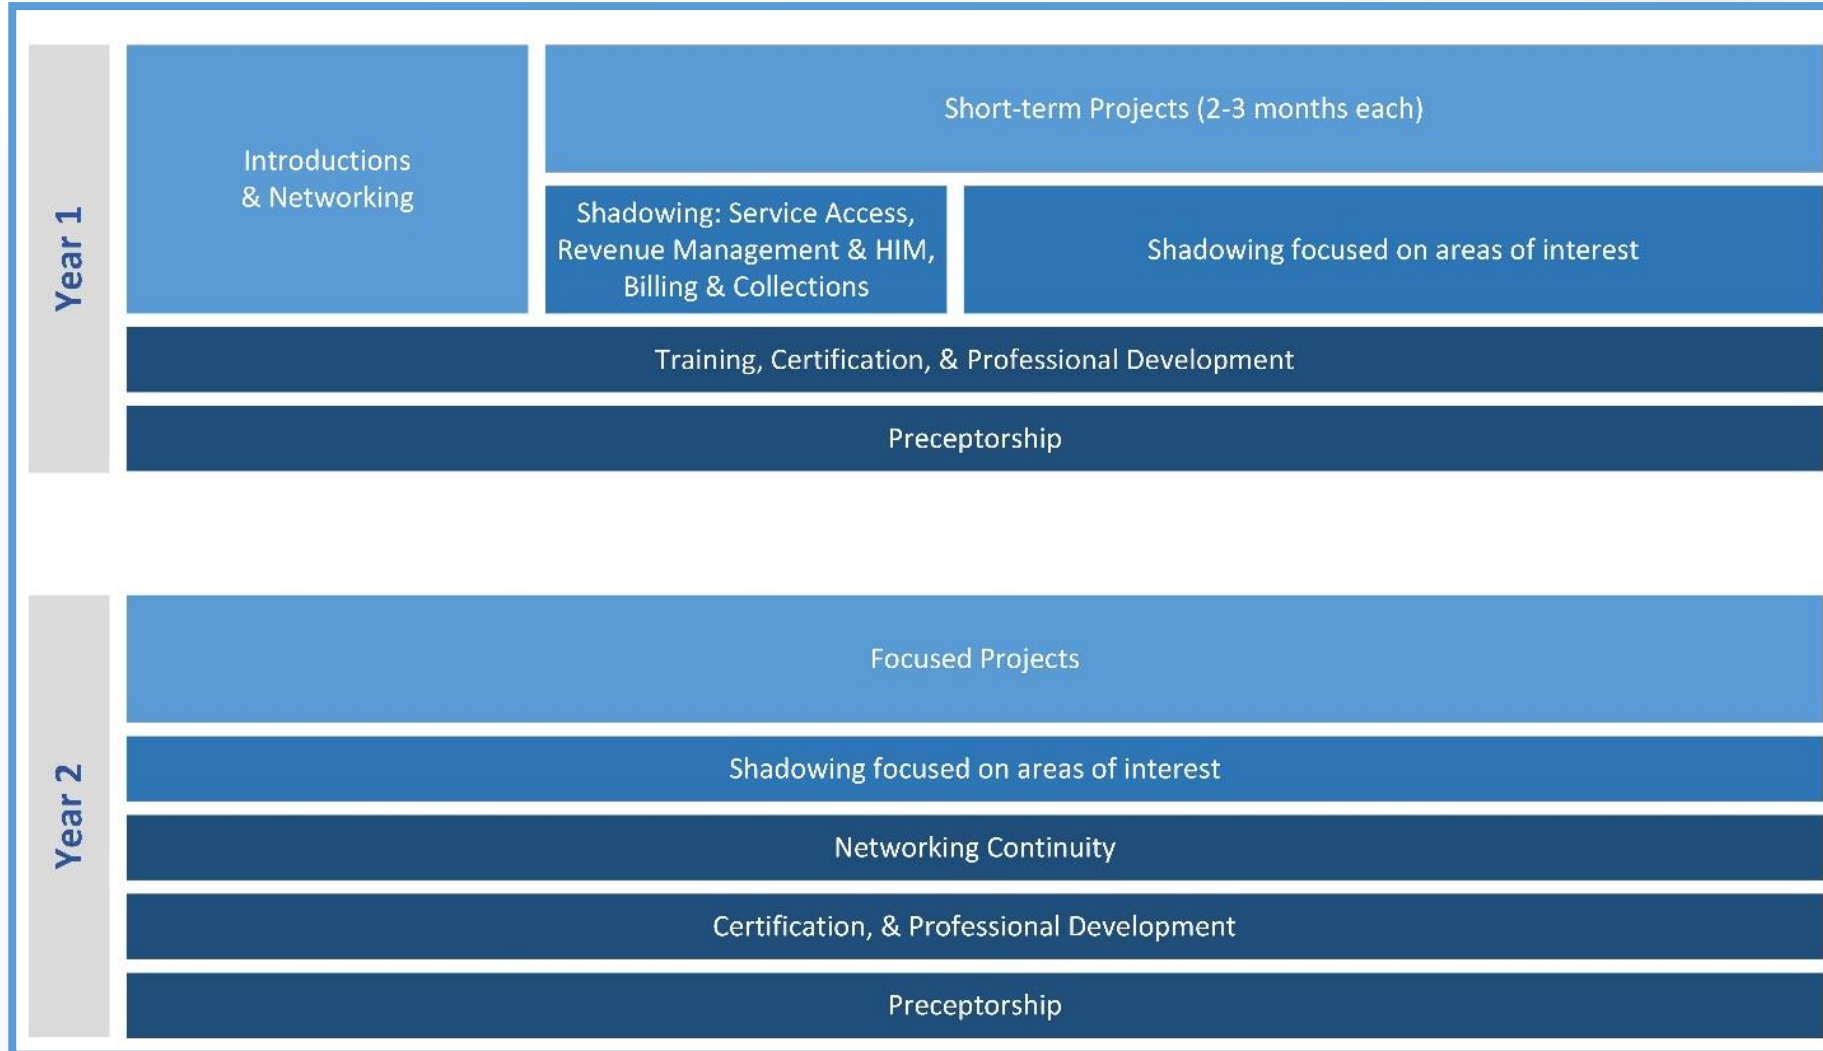 Year 1
Introductions
& Networking
Short-term Projects (2-3 months each)
Shadowing: Service Access,
Revenue Management & HIM,
Billing & Collections
Shadowing focused on areas of interest
Training, Certification, & Professional Development
Preceptorship
Year 2
Focused Projects
Shadowing focused on areas of interest
Networking Continuity
Certification, & Professional Development
Preceptorship